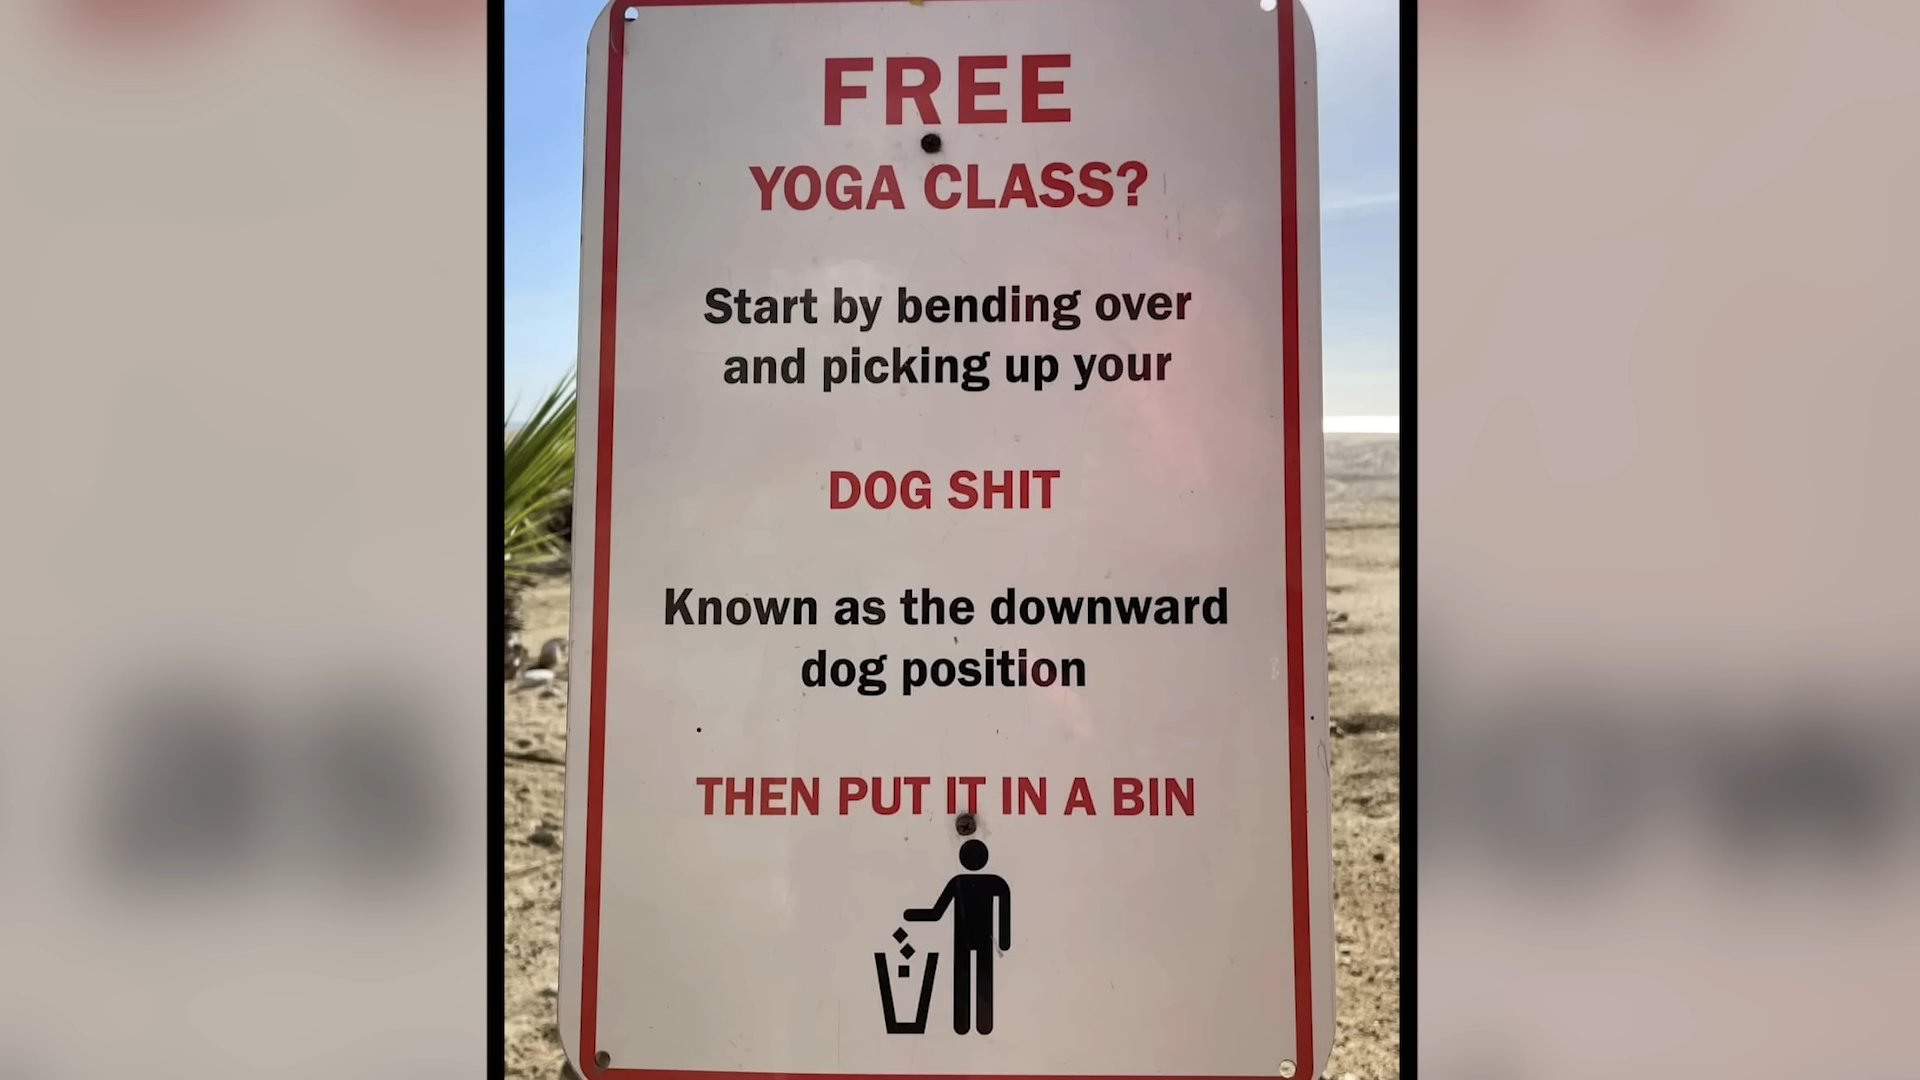 FREE
YOGA CLASS?
Start by bending over
and picking up your
DOG SHIT
Known as the downward
dog position
THEN PUT IT IN A BIN